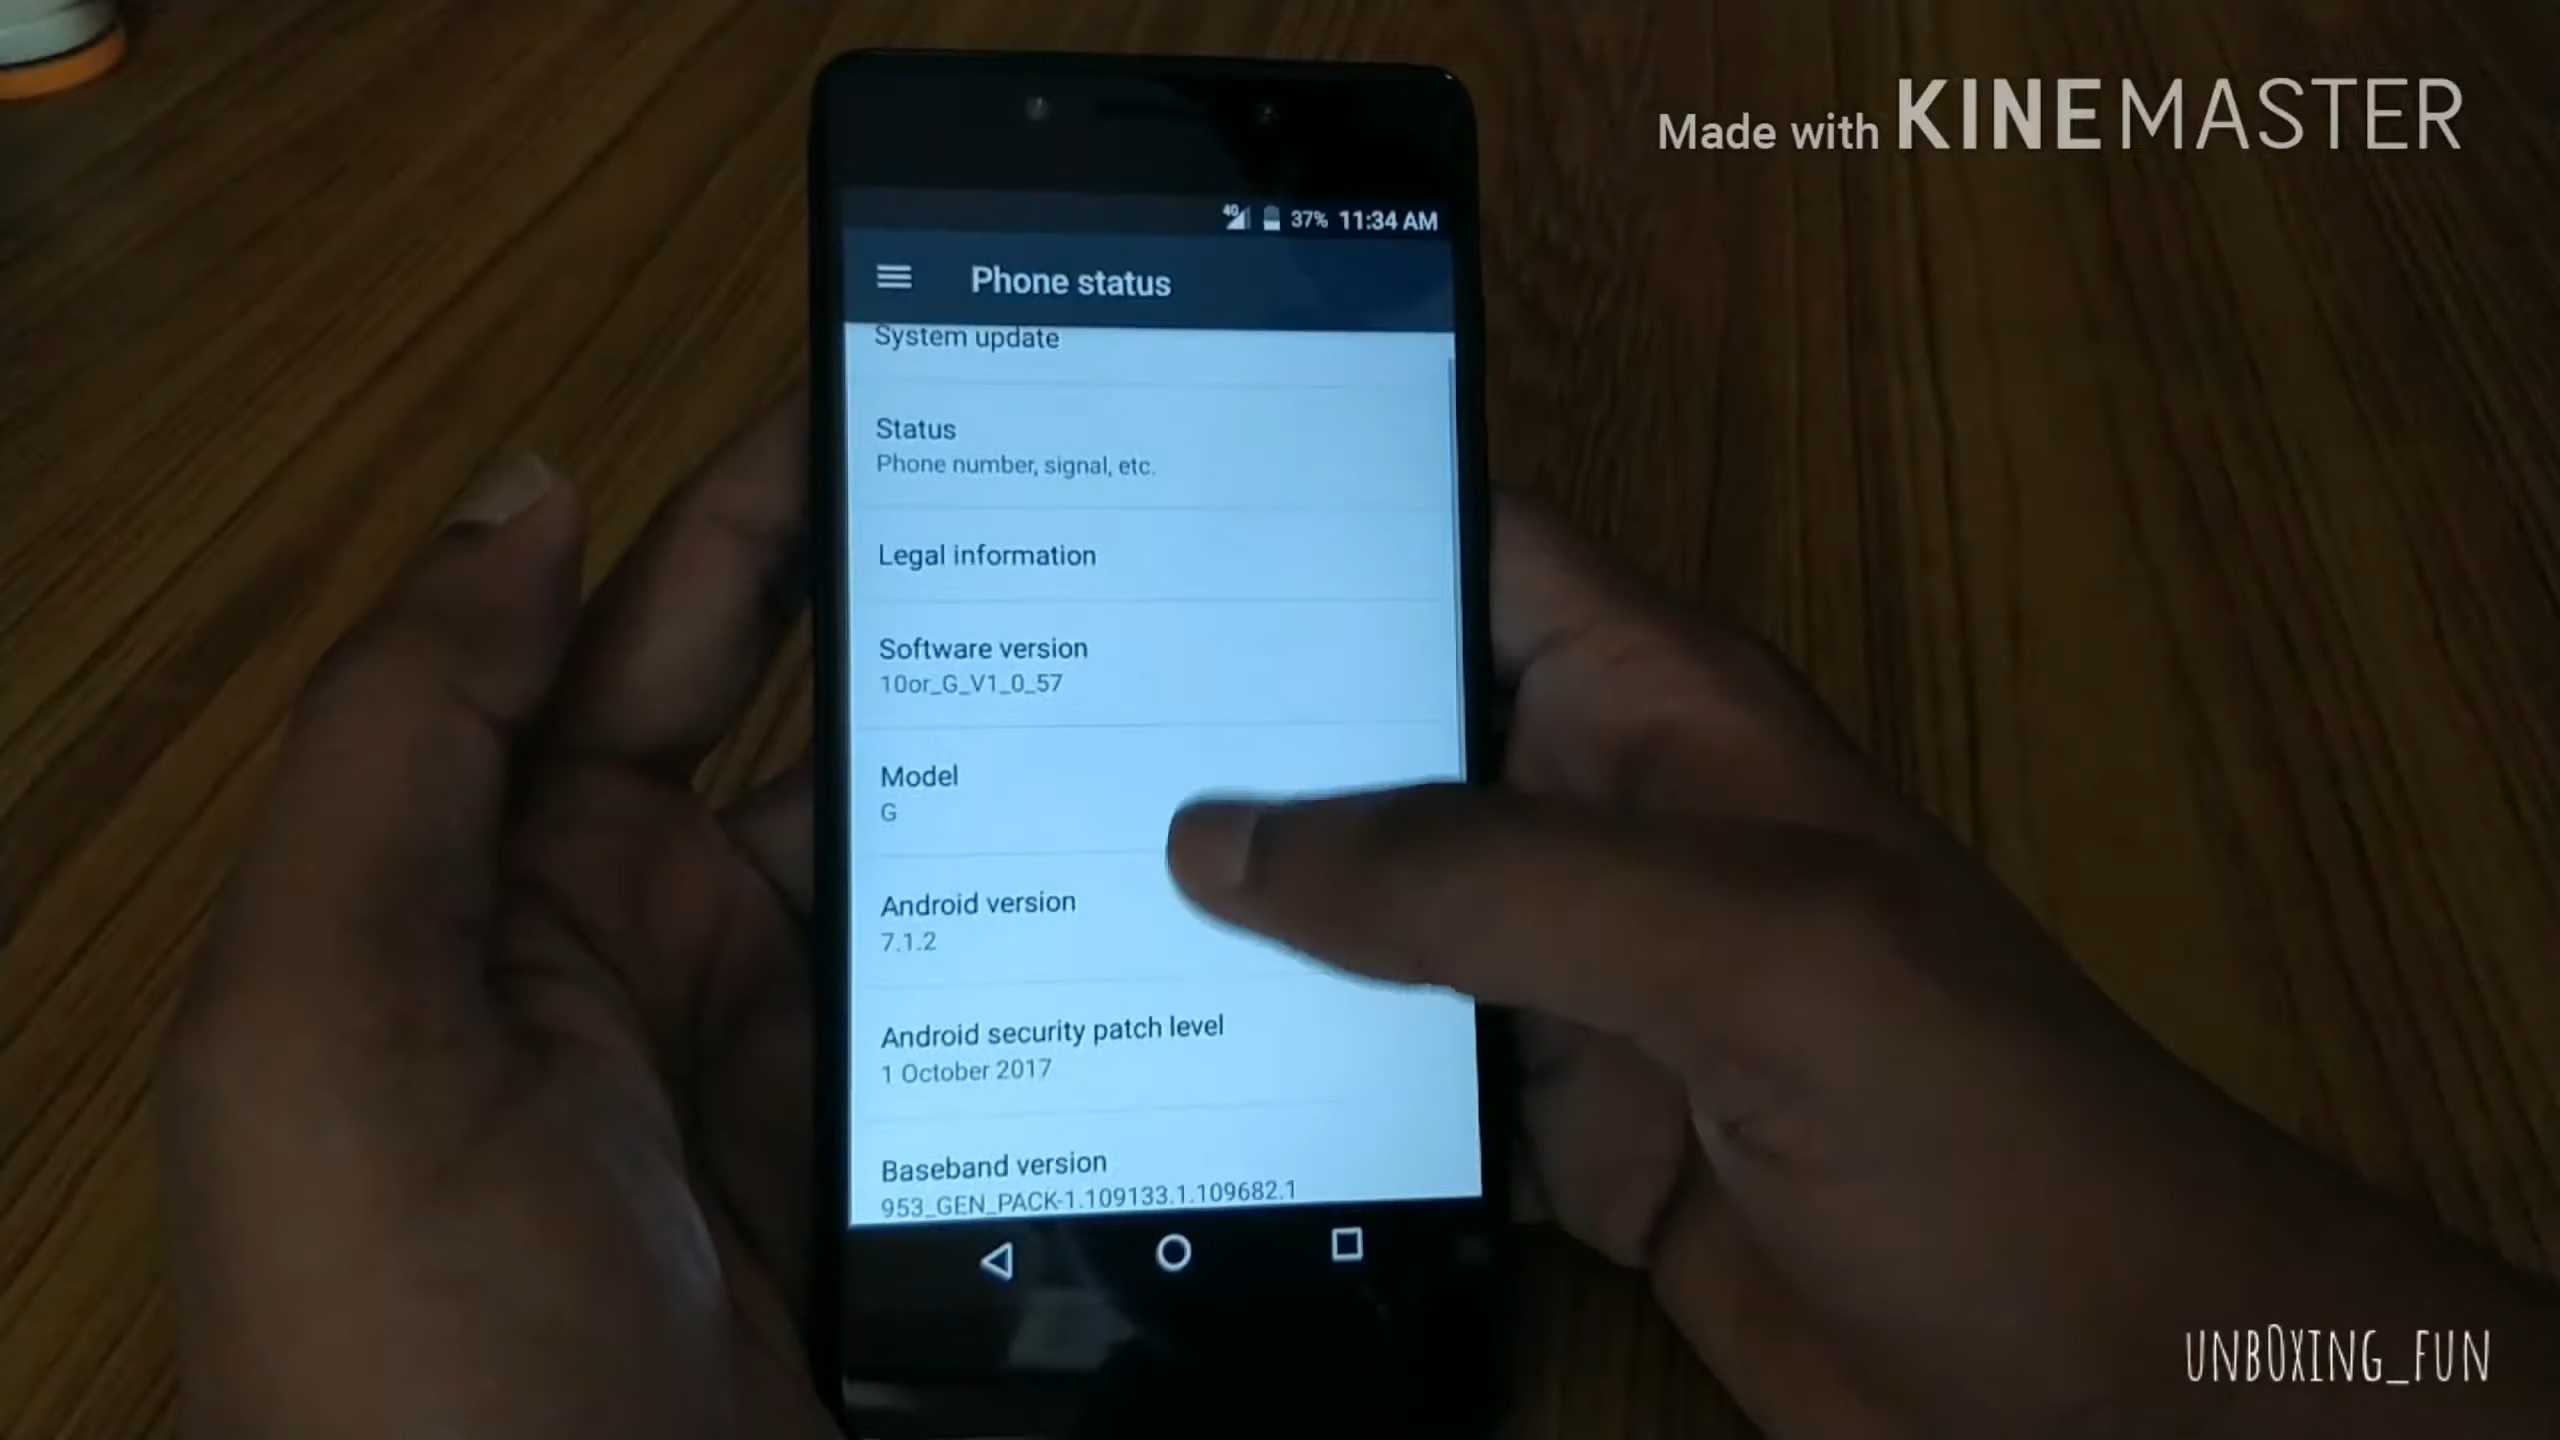 Made with KINEMASTER
4G 37% 11:34 AM
Phone status
System update
Status
Phone number, signal, etc.
Legal information
Software version
10or_G_V1_0_57
Model
G
Android version
7.1.2
Android security patch level
1 October 2017
Baseband version
953_GEN_PACK-1.109133.1.109682.1
UNBOXING_FUN